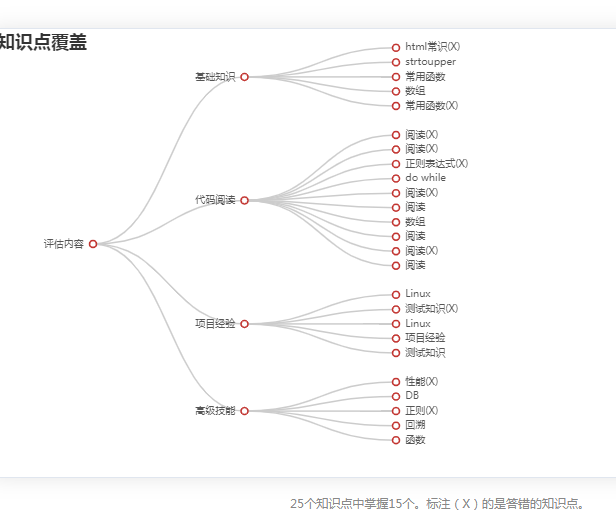 知识点覆盖
评估内容
基础知识
html常识(X)
strtoupper
常用函数
数组
常用函数(X)
代码阅读
阅读(X)
阅读(X)
正则表达式(X)
do while
阅读(X)
阅读
数组
阅读
阅读(X)
阅读
项目经验
Linux
测试知识(X)
Linux
项目经验
测试知识
高级技能
性能(X)
DB
正则(X)
回溯
函数
25个知识点中掌握15个。标注（X）的是答错的知识点。